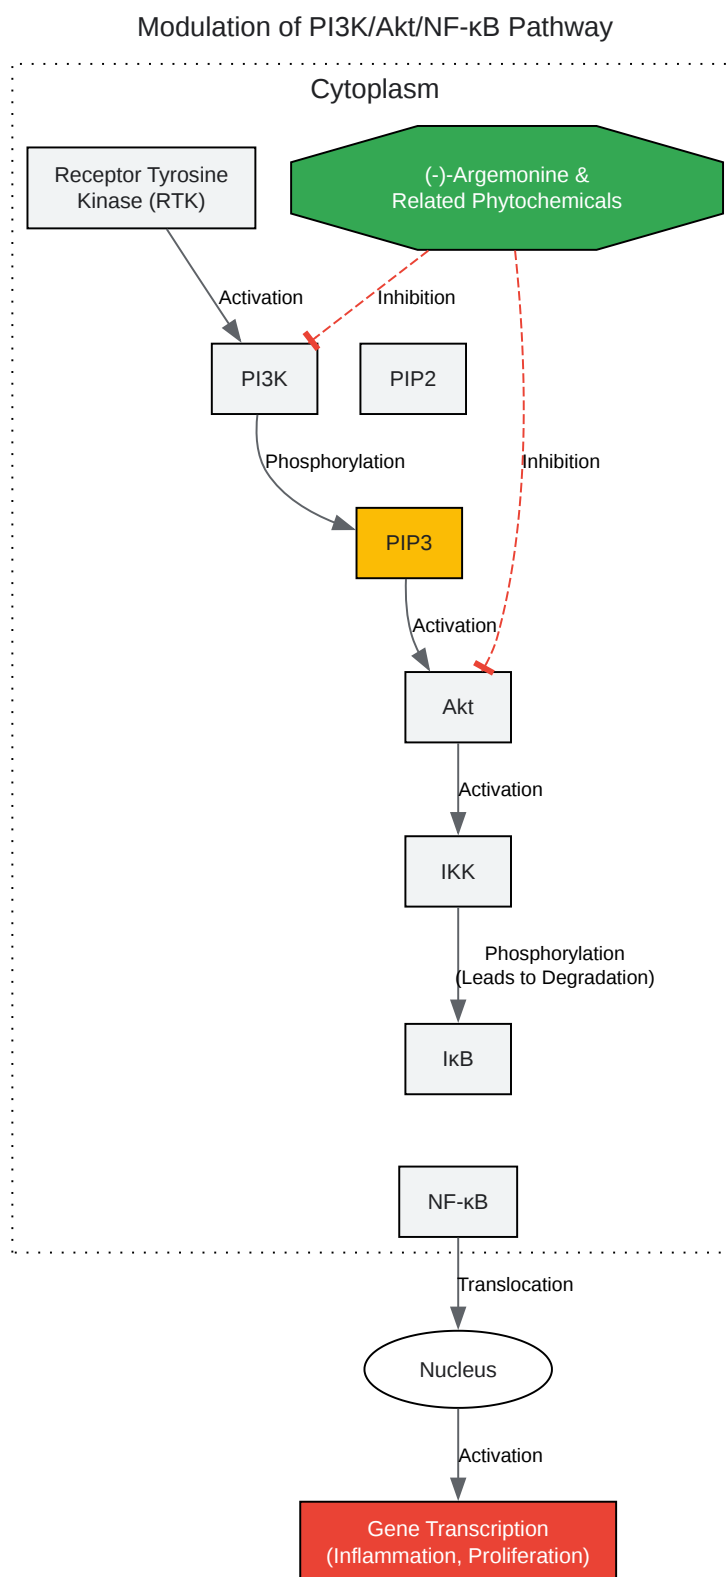 Modulation of PI3K/Akt/NF-κB Pathway
Cytoplasm
Receptor Tyrosine
Kinase (RTK)
(-)-Argemonine &
Related Phytochemicals
Activation
Inhibition
PI3K
PIP2
Phosphorylation
Inhibition
PIP3
Activation
Akt
Activation
IKK
Phosphorylation
(Leads to Degradation)
IκB
NF-κB
Translocation
Nucleus
Activation
Gene Transcription
(Inflammation, Proliferation)